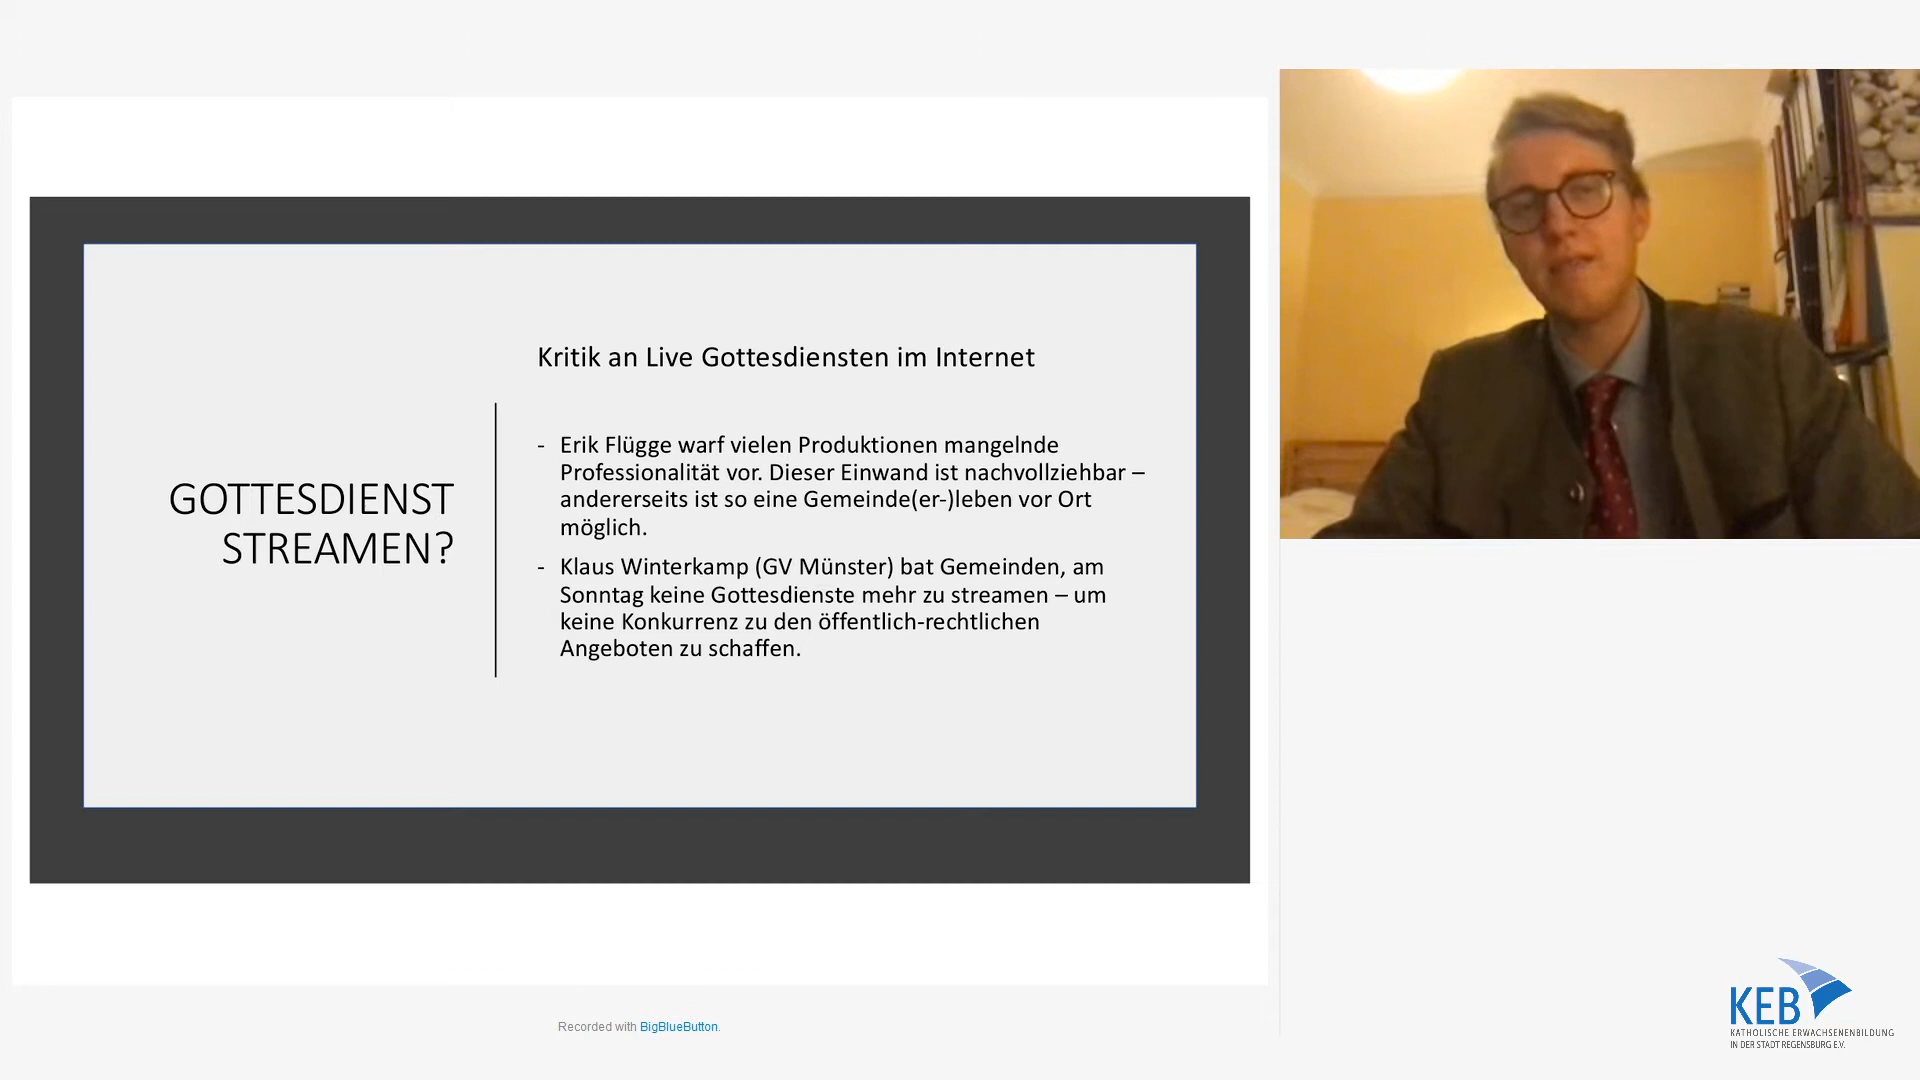 GOTTESDIENST
STREAMEN?
Kritik an Live Gottesdiensten im Internet
- Erik Flügge warf vielen Produktionen mangelnde
Professionalität vor. Dieser Einwand ist nachvollziehbar –
andererseits ist so eine Gemeinde(er-)leben vor Ort
möglich.
- Klaus Winterkamp (GV Münster) bat Gemeinden, am
Sonntag keine Gottesdienste mehr zu streamen – um
keine Konkurrenz zu den öffentlich-rechtlichen
Angeboten zu schaffen.
Recorded with BigBlueButton.
KEB
KATHOLISCHE ERWACHSENENBILDUNG
IN DER STADT REGENSBURG E.V.